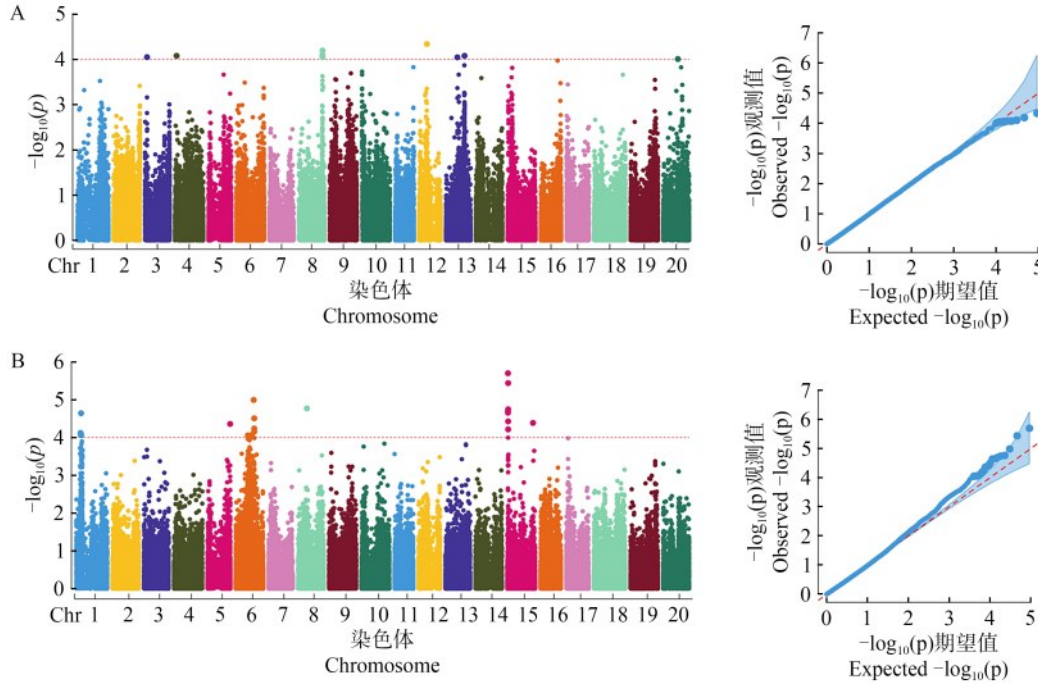 A
5
4
3
2
1
0
−log₁₀(p)
Chr 1 2 3 4 5 6 7 8 9 10 11 12 13 14 15 16 17 18 19 20
染色体
Chromosome
7
6
5
4
3
2
1
0
−log₁₀(p)观测值
Observed −log₁₀(p)
0 1 2 3 4 5
−log₁₀(p)期望值
Expected −log₁₀(p)
B
6
5
4
3
2
1
0
−log₁₀(p)
Chr 1 2 3 4 5 6 7 8 9 10 11 12 13 14 15 16 17 18 19 20
染色体
Chromosome
7
6
5
4
3
2
1
0
−log₁₀(p)观测值
Observed −log₁₀(p)
0 1 2 3 4 5
−log₁₀(p)期望值
Expected −log₁₀(p)